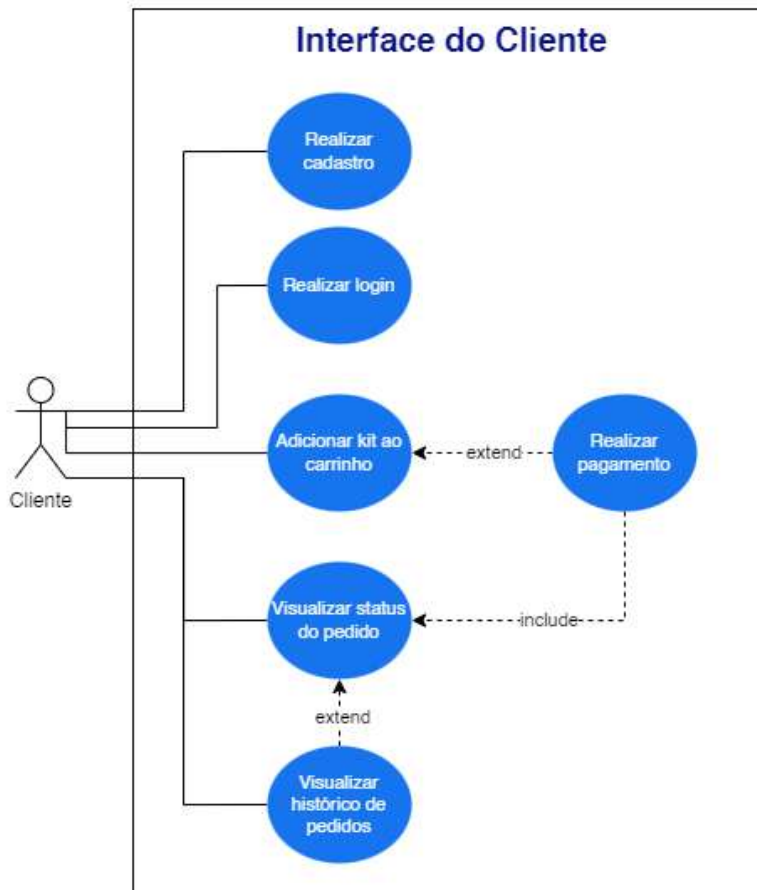 Interface do Cliente
Realizar
cadastro
Realizar login
Adicionar kit ao
carrinho
extend
Realizar
pagamento
Cliente
Visualizar status
do pedido
include
extend
Visualizar
histórico de
pedidos